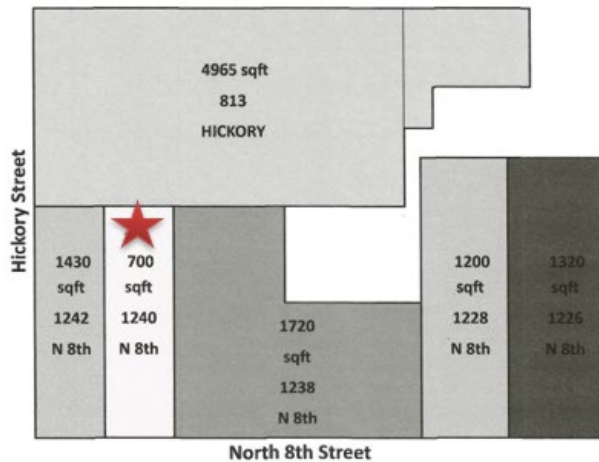 4965 sqft
813
HICKORY
Hickory Street
1430
sqft
1242
N 8th
700
sqft
1240
N 8th
1720
sqft
1238
N 8th
1200
sqft
1228
N 8th
1320
sqft
1226
N 8th
North 8th Street